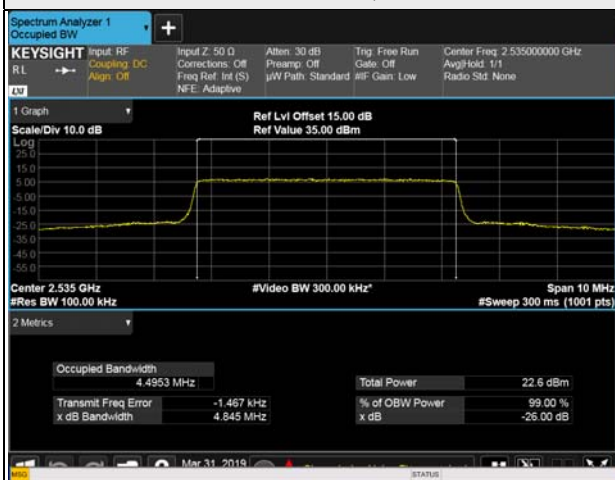 Spectrum Analyzer 1
Occupied BW
+
KEYSIGHT Input: RF Input Z: 50 Ω Atten: 30 dB Trig: Free Run Center Freq: 2.535000000 GHz
RL Coupling: DC Corrections: Off Preamp: Off Gate: Off Avg|Hold: 1/1
Align: Off Freq Ref: Int (S) µW Path: Standard #IF Gain: Low Radio Std: None
LXI NFE: Adaptive
1 Graph
Ref Lvl Offset 15.00 dB
Scale/Div 10.0 dB Ref Value 35.00 dBm
Log
25.0
15.0
5.00
-5.00
-15.0
-25.0
-35.0
-45.0
-55.0
Center 2.535 GHz #Video BW 300.00 kHz* Span 10 MHz
#Res BW 100.00 kHz #Sweep 300 ms (1001 pts)
2 Metrics
Occupied Bandwidth
4.4953 MHz Total Power 22.6 dBm
Transmit Freq Error -1.467 kHz % of OBW Power 99.00 %
x dB Bandwidth 4.845 MHz x dB -26.00 dB
Mar 31, 2019
MSG STATUS